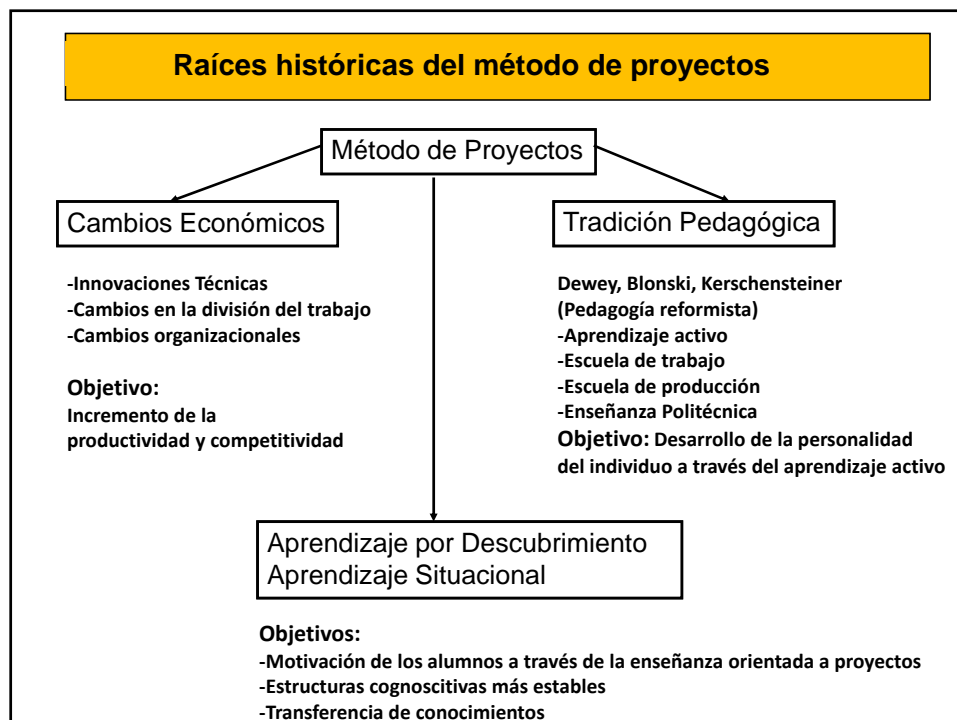 Raíces históricas del método de proyectos
Método de Proyectos
Cambios Económicos
-Innovaciones Técnicas
-Cambios en la división del trabajo
-Cambios organizacionales
Objetivo:
Incremento de la
productividad y competitividad
Tradición Pedagógica
Dewey, Blonski, Kerschensteiner
(Pedagogía reformista)
-Aprendizaje activo
-Escuela de trabajo
-Escuela de producción
-Enseñanza Politécnica
Objetivo: Desarrollo de la personalidad
del individuo a través del aprendizaje activo
Aprendizaje por Descubrimiento
Aprendizaje Situacional
Objetivos:
-Motivación de los alumnos a través de la enseñanza orientada a proyectos
-Estructuras cognoscitivas más estables
-Transferencia de conocimientos